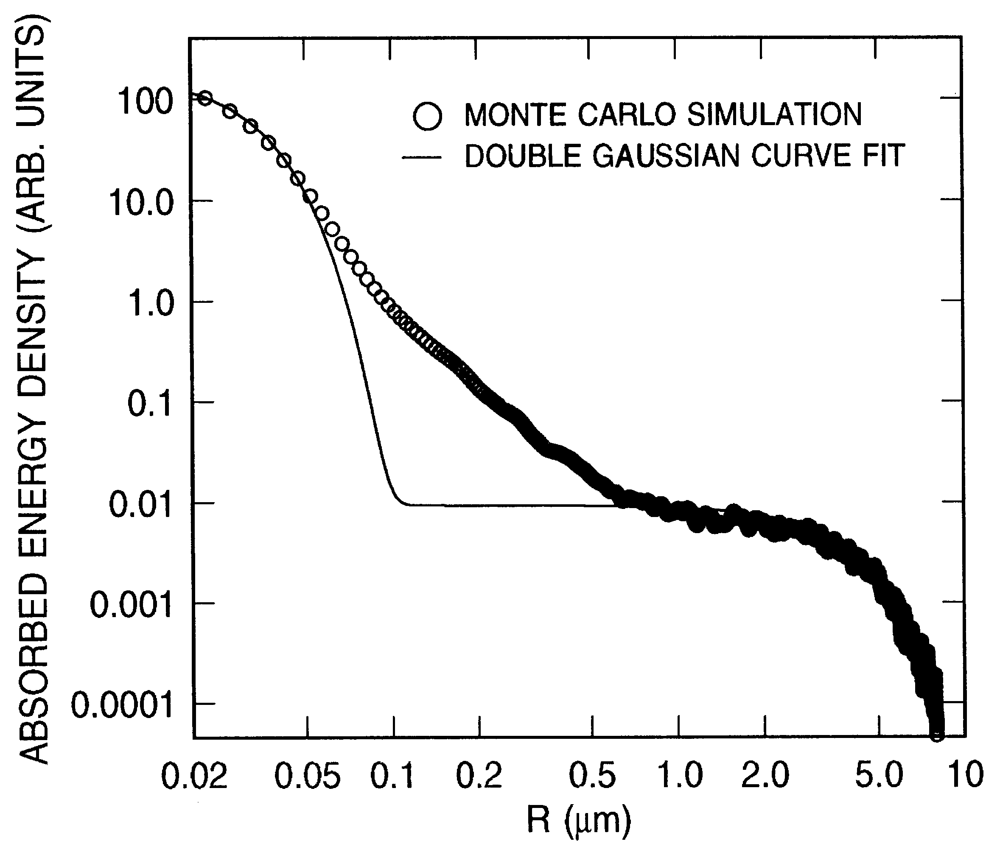 ABSORBED ENERGY DENSITY (ARB. UNITS)
100
10.0
1.0
0.1
0.01
0.001
0.0001
MONTE CARLO SIMULATION
DOUBLE GAUSSIAN CURVE FIT
0.02 0.05 0.1 0.2 0.5 1.0 2.0 5.0 10
R (μm)